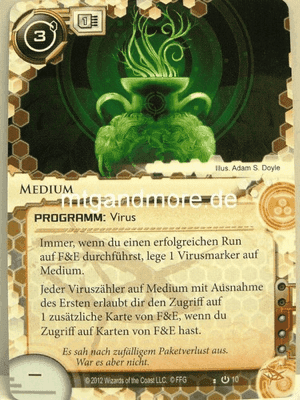 3
1
Illus. Adam S. Doyle
MEDIUM
mtgandmore.de
PROGRAMM: Virus
Immer, wenn du einen erfolgreichen Run
auf F&E durchführst, lege 1 Virusmarker auf
Medium.
Jeder Viruszähler auf Medium mit Ausnahme
des Ersten erlaubt dir den Zugriff auf
1 zusätzliche Karte von F&E, wenn du
Zugriff auf Karten von F&E hast.
Es sah nach zufälligem Paketverlust aus.
War es aber nicht.
–
© 2012 Wizards of the Coast LLC. © FFG
10